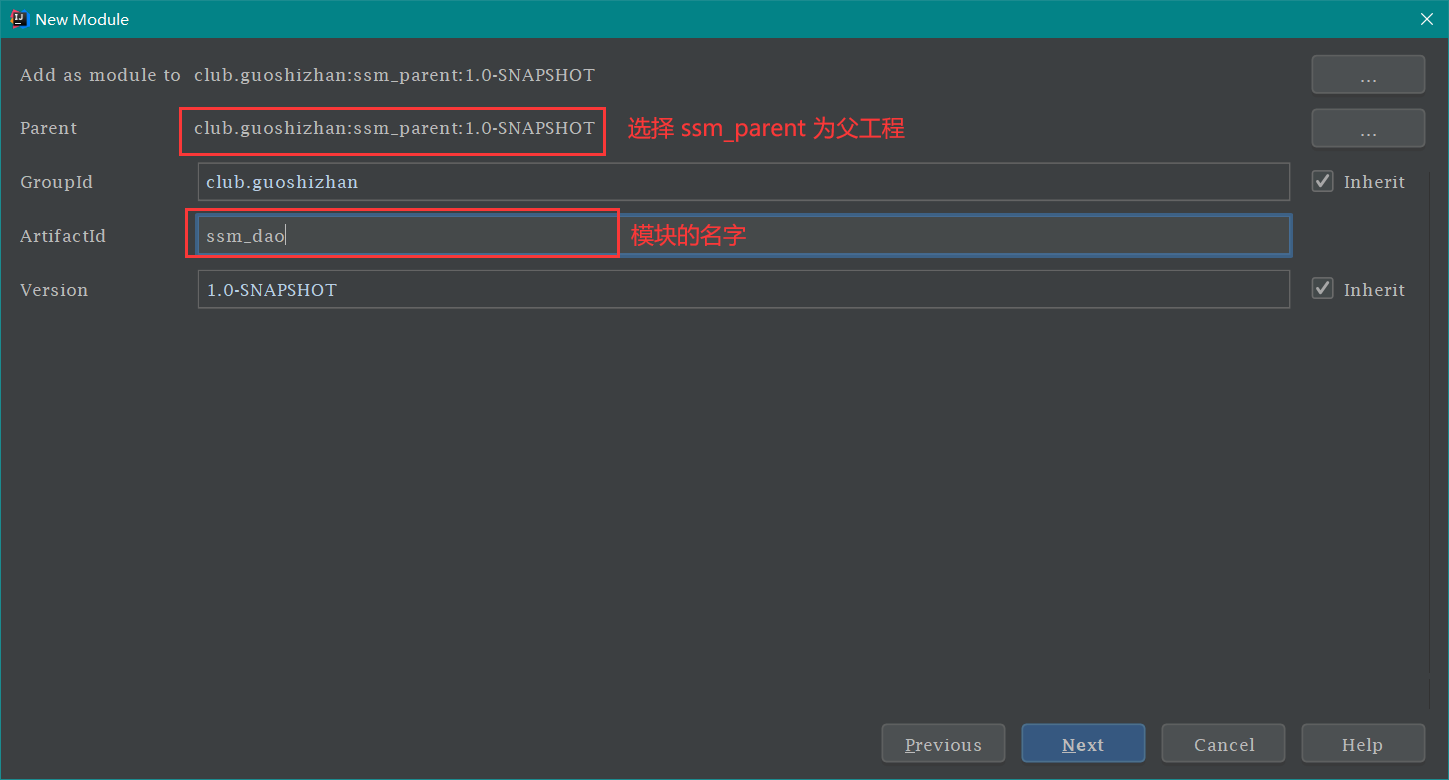 New Module
Add as module to club.guoshizhan:ssm_parent:1.0-SNAPSHOT ...
Parent club.guoshizhan:ssm_parent:1.0-SNAPSHOT 选择 ssm_parent 为父工程 ...
GroupId club.guoshizhan Inherit
ArtifactId ssm_dao 模块的名字
Version 1.0-SNAPSHOT Inherit
Previous Next Cancel Help